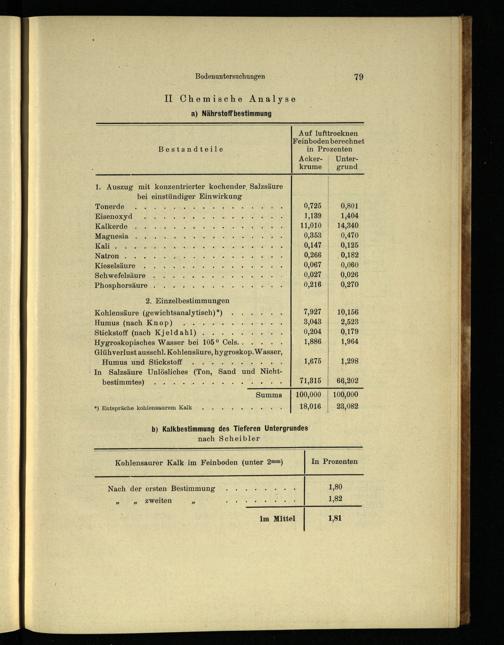 Bodenuntersuchungen 79
II Chemische Analyse
a) Nährstoffbestimmung
Bestandteile
Auf lufttrocknen
Feinboden berechnet
in Prozenten
Acker- Unter-
krume grund
1. Auszug mit konzentrierter kochender Salzsäure
bei einstündiger Einwirkung
Tonerde . . . . . . . . . . . . . . . 0,725 0,801
Eisenoxyd . . . . . . . . . . . . . . 1,139 1,404
Kalkerde . . . . . . . . . . . . . . . 11,010 14,340
Magnesia . . . . . . . . . . . . . . . 0,353 0,470
Kali . . . . . . . . . . . . . . . . . 0,147 0,125
Natron . . . . . . . . . . . . . . . . 0,266 0,182
Kieselsäure . . . . . . . . . . . . . . 0,067 0,060
Schwefelsäure . . . . . . . . . . . . . 0,027 0,026
Phosphorsäure . . . . . . . . . . . . . 0,216 0,270
2. Einzelbestimmungen
Kohlensäure (gewichtsanalytisch)*) . . . . . . 7,927 10,156
Humus (nach Knop) . . . . . . . . . . 3,043 2,523
Stickstoff (nach Kjeldahl) . . . . . . . . 0,204 0,179
Hygroskopisches Wasser bei 105° Cels. . . . . 1,886 1,964
Glühverlust ausschl. Kohlensäure, hygroskop. Wasser,
Humus und Stickstoff . . . . . . . . . 1,675 1,298
In Salzsäure Unlösliches (Ton, Sand und Nicht-
bestimmtes) . . . . . . . . . . . . . 71,315 66,202
Summa 100,000 100,000
*) Entspräche kohlensaurem Kalk . . . . . . . . . 18,016 23,082
b) Kalkbestimmung des Tieferen Untergrundes
nach Scheibler
Kohlensaurer Kalk im Feinboden (unter 2mm) In Prozenten
Nach der ersten Bestimmung . . . . . . . . 1,80
„ „ zweiten „ . . . . . . . . 1,82
Im Mittel 1,81